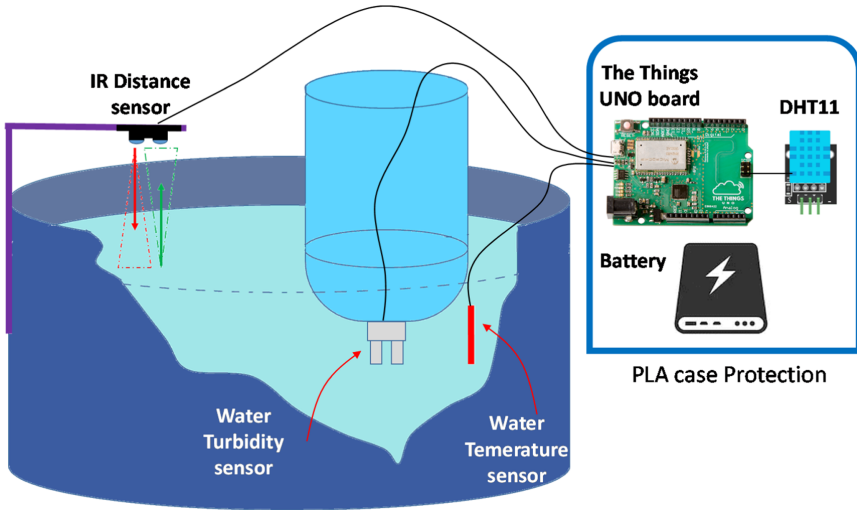 IR Distance
sensor
The Things
UNO board
DHT11
THE THINGS
UNO
Battery
PLA case Protection
Water
Turbidity
sensor
Water
Temerature
sensor